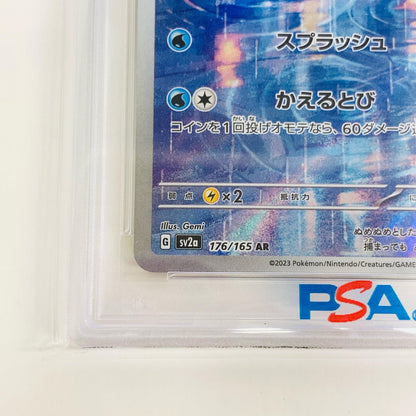 スプラッシュ
かえるとび
コインを1回投げオモテなら、60ダメージ
弱点 ×2 抵抗力
Illus. Gemi
ぬめぬめとした
G sv2a 176/165 AR
捕まっても
©2023 Pokémon/Nintendo/Creatures/GAME
PSA